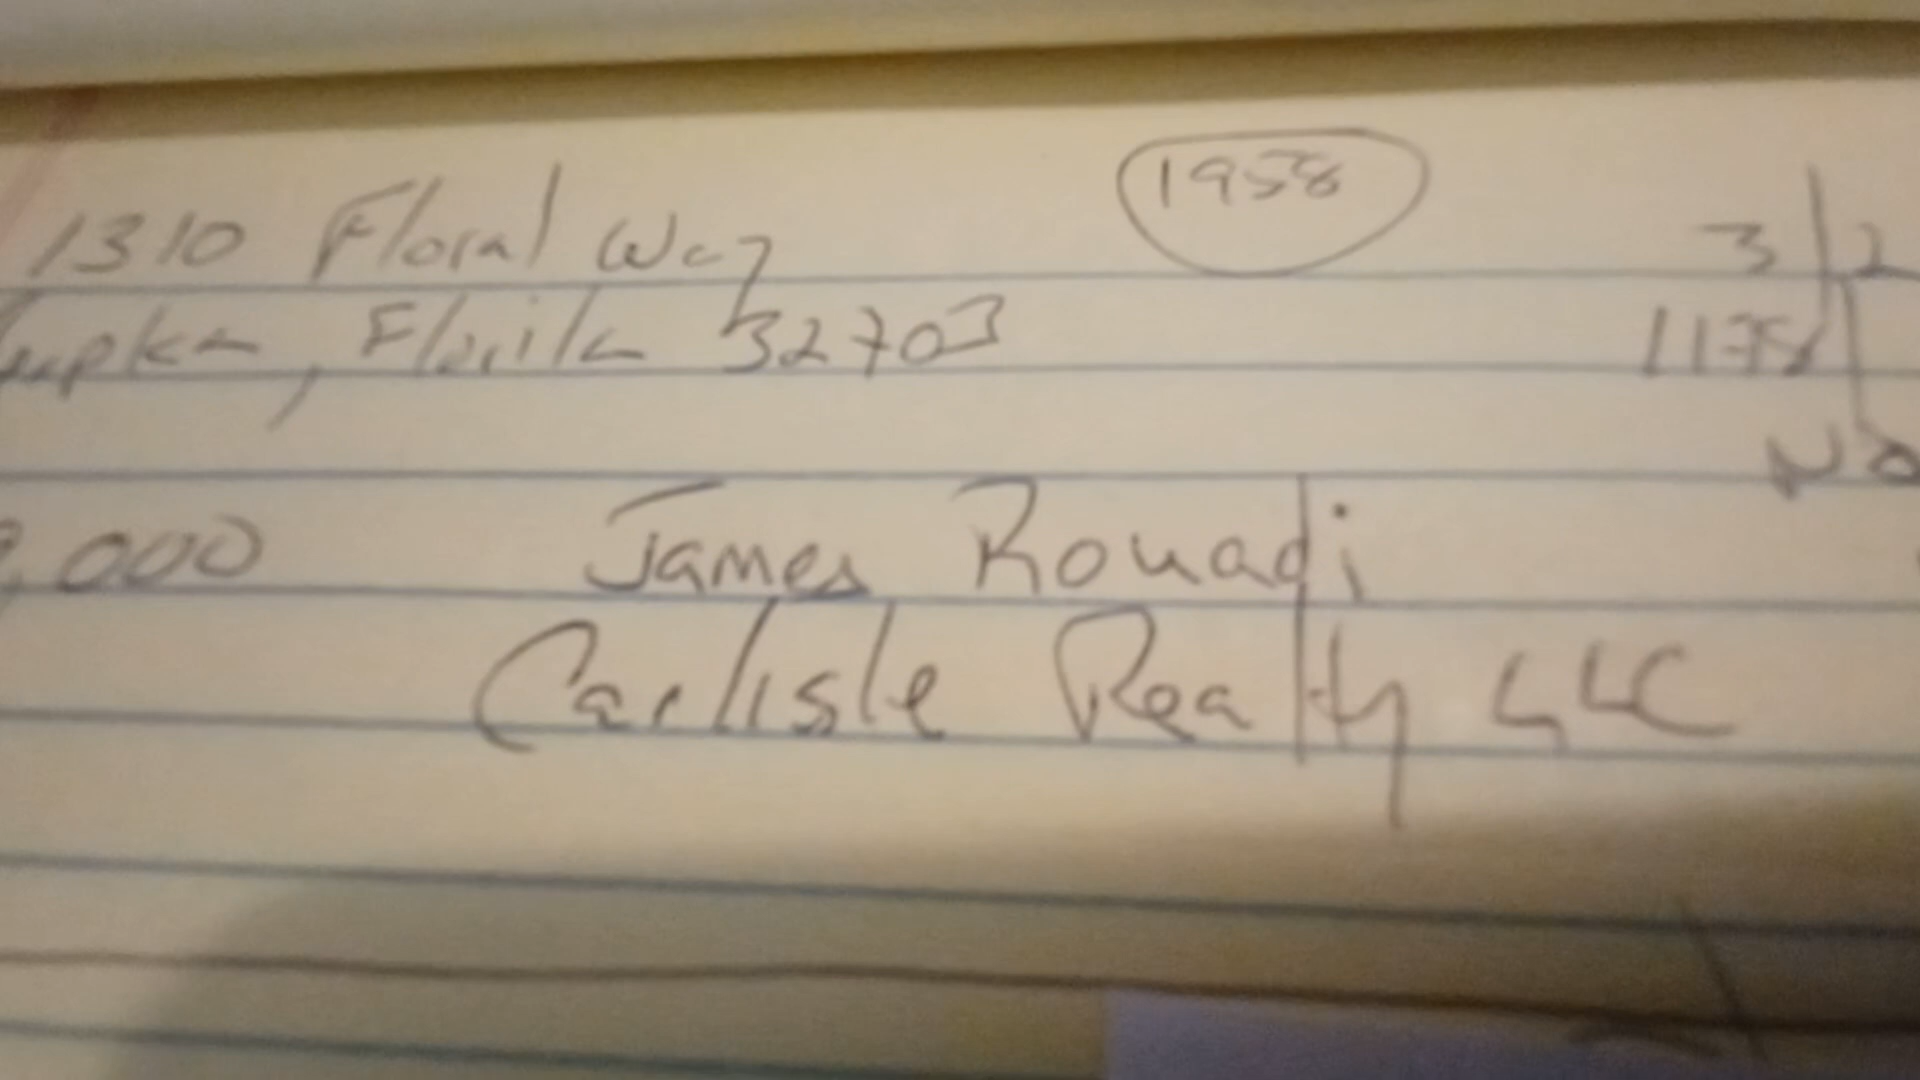 1310 Floral Way 1958 3/2
Florida 32703
,000 James Rouadi
Carlisle Realty LLC